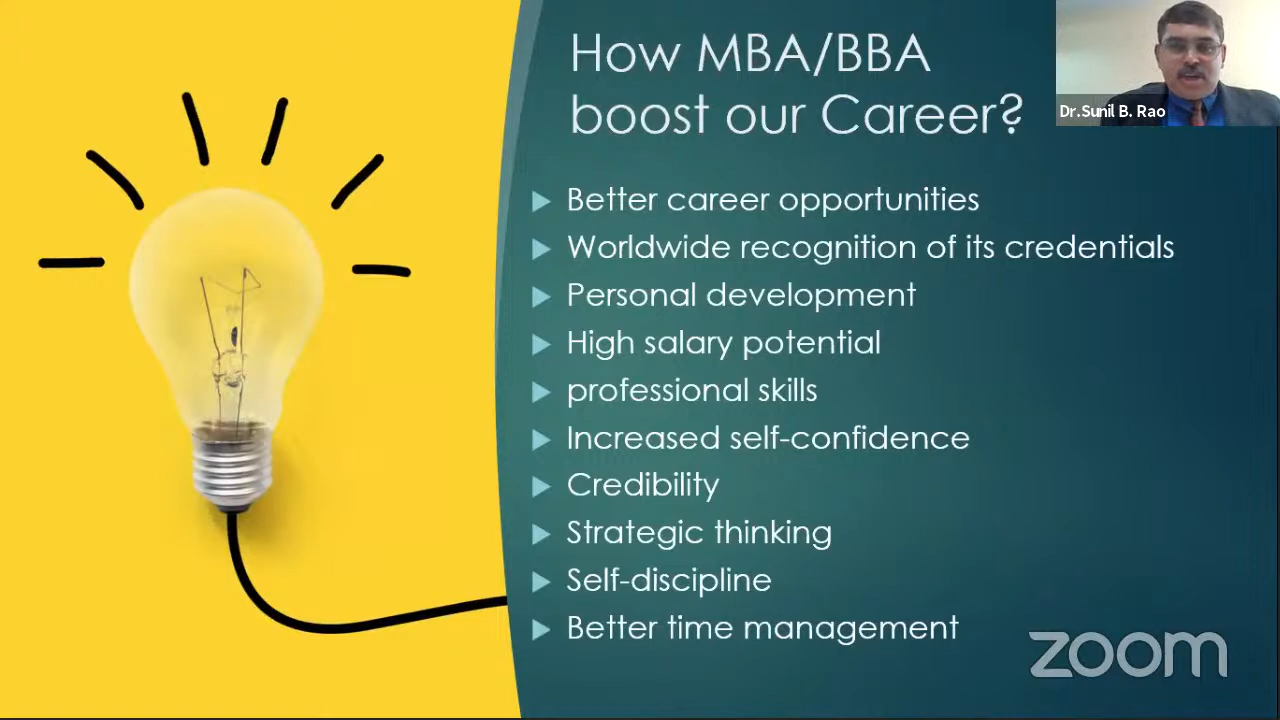 How MBA/BBA
boost our Career?
Dr.Sunil B. Rao
Better career opportunities
Worldwide recognition of its credentials
Personal development
High salary potential
professional skills
Increased self-confidence
Credibility
Strategic thinking
Self-discipline
Better time management
zoom